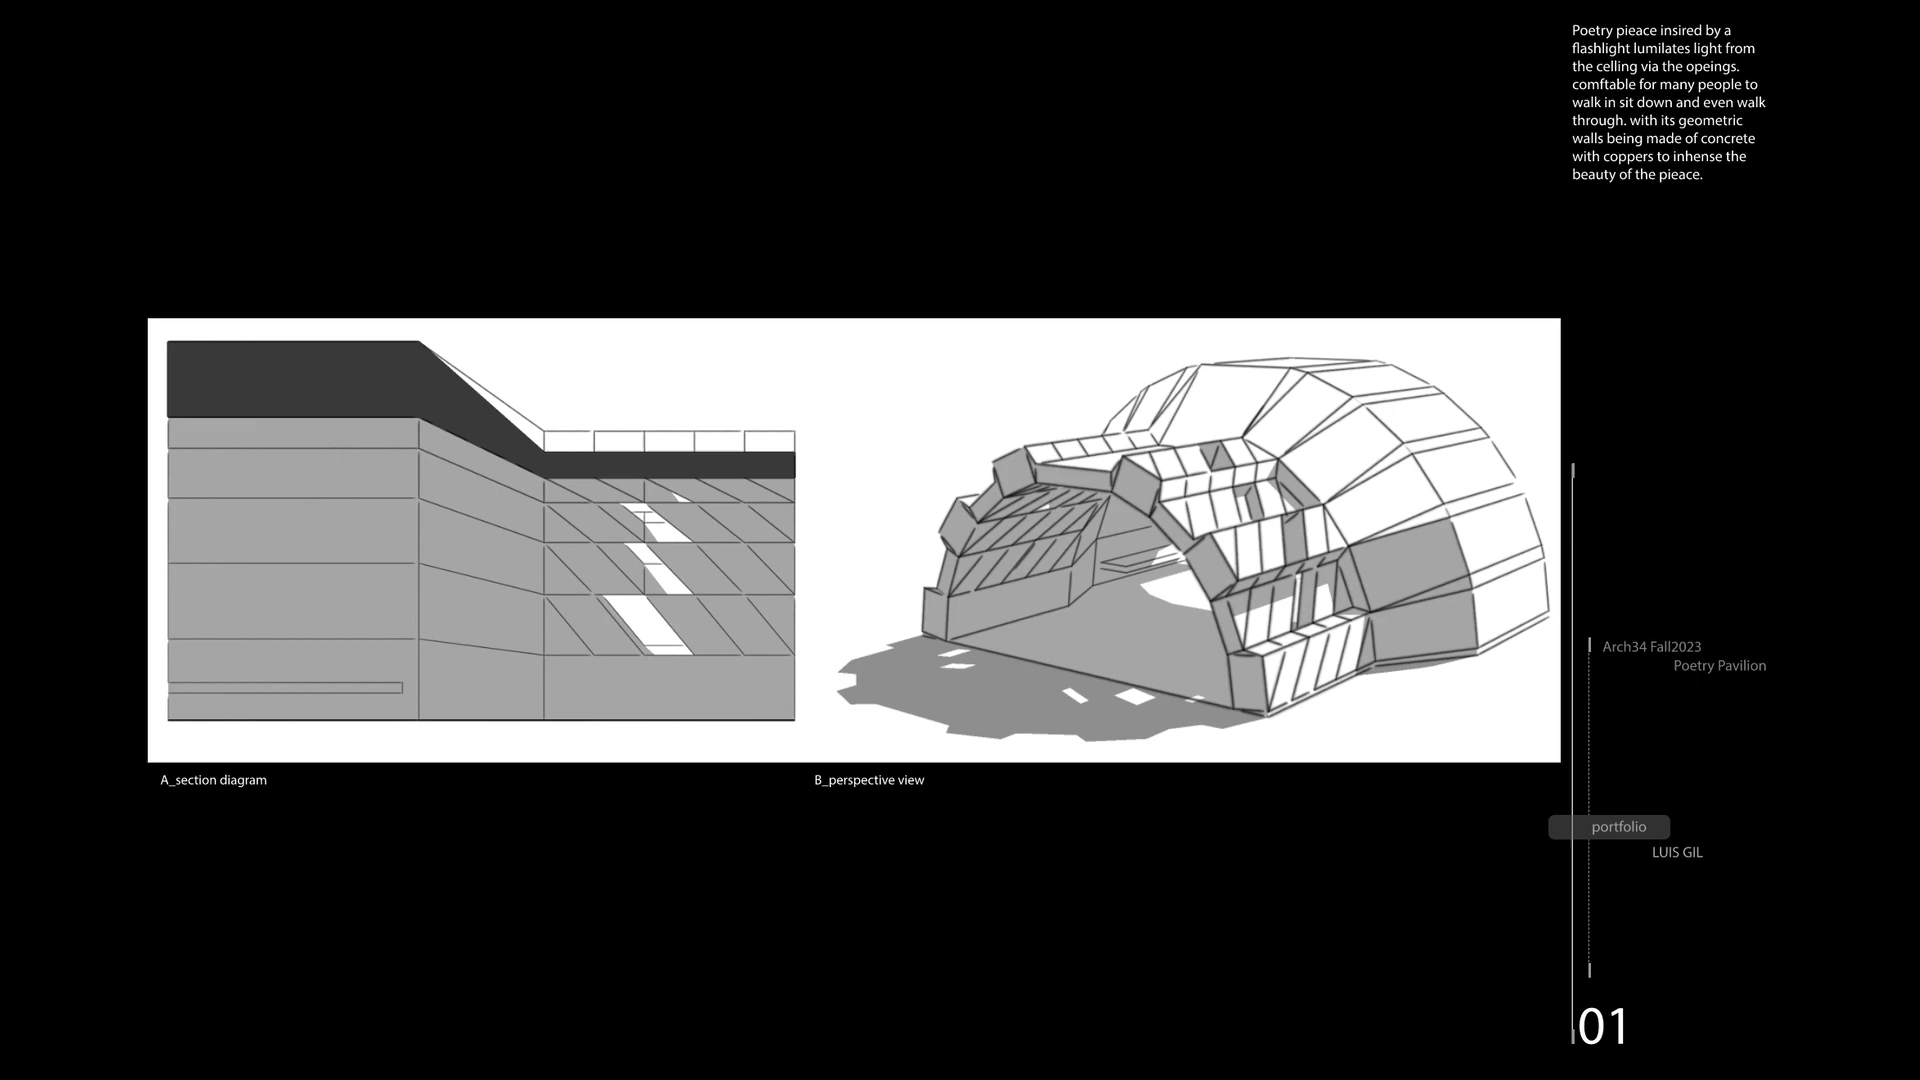 Poetry pieace insired by a
flashlight lumilates light from
the celling via the opeings.
comftable for many people to
walk in sit down and even walk
through. with its geometric
walls being made of concrete
with coppers to inhense the
beauty of the pieace.
A_section diagram
B_perspective view
Arch34 Fall2023
Poetry Pavilion
portfolio
LUIS GIL
01